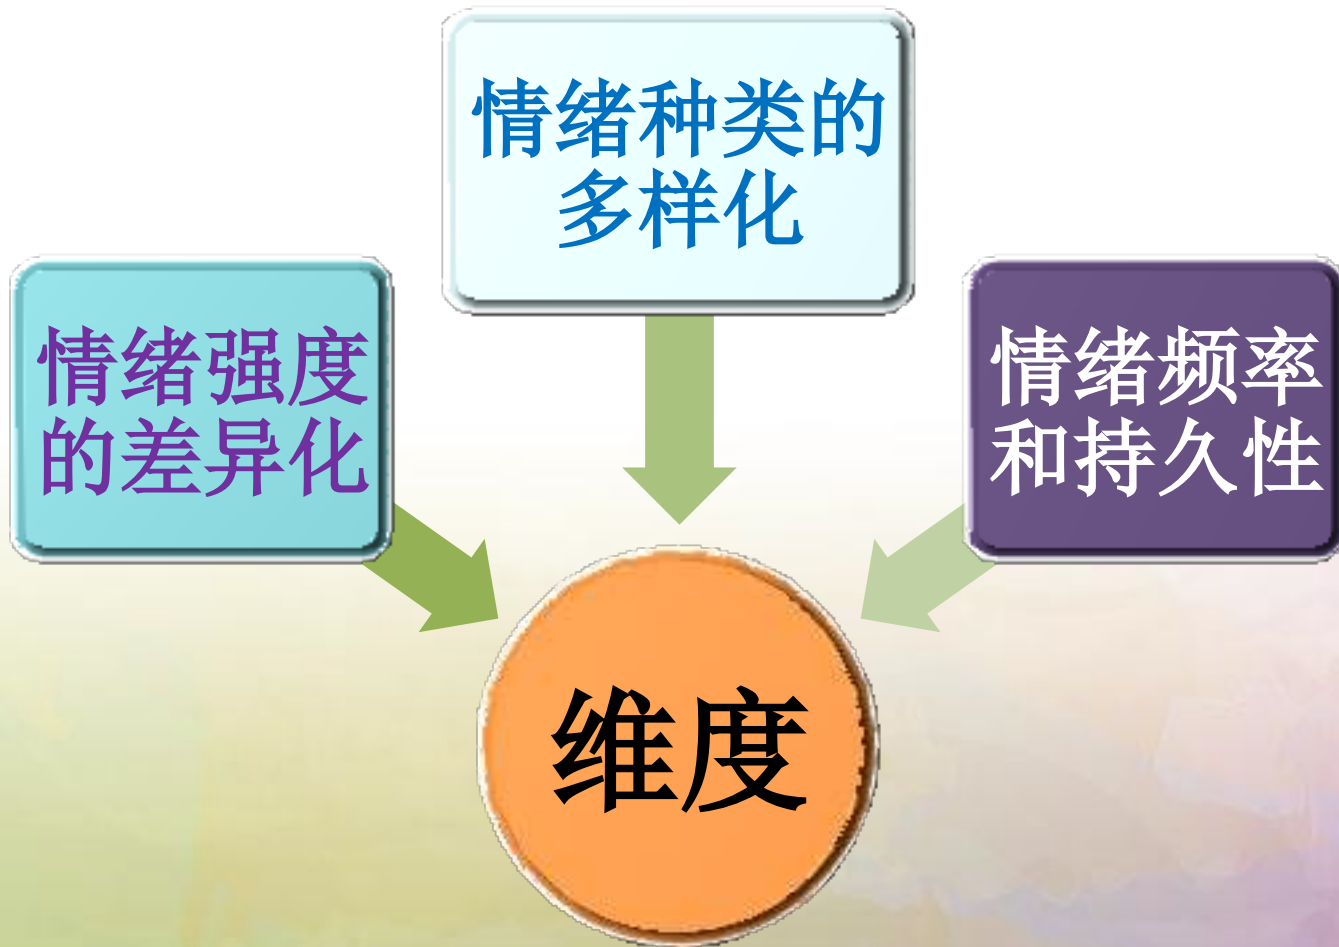 情绪种类的
多样化
情绪强度
的差异化
情绪频率
和持久性
维度